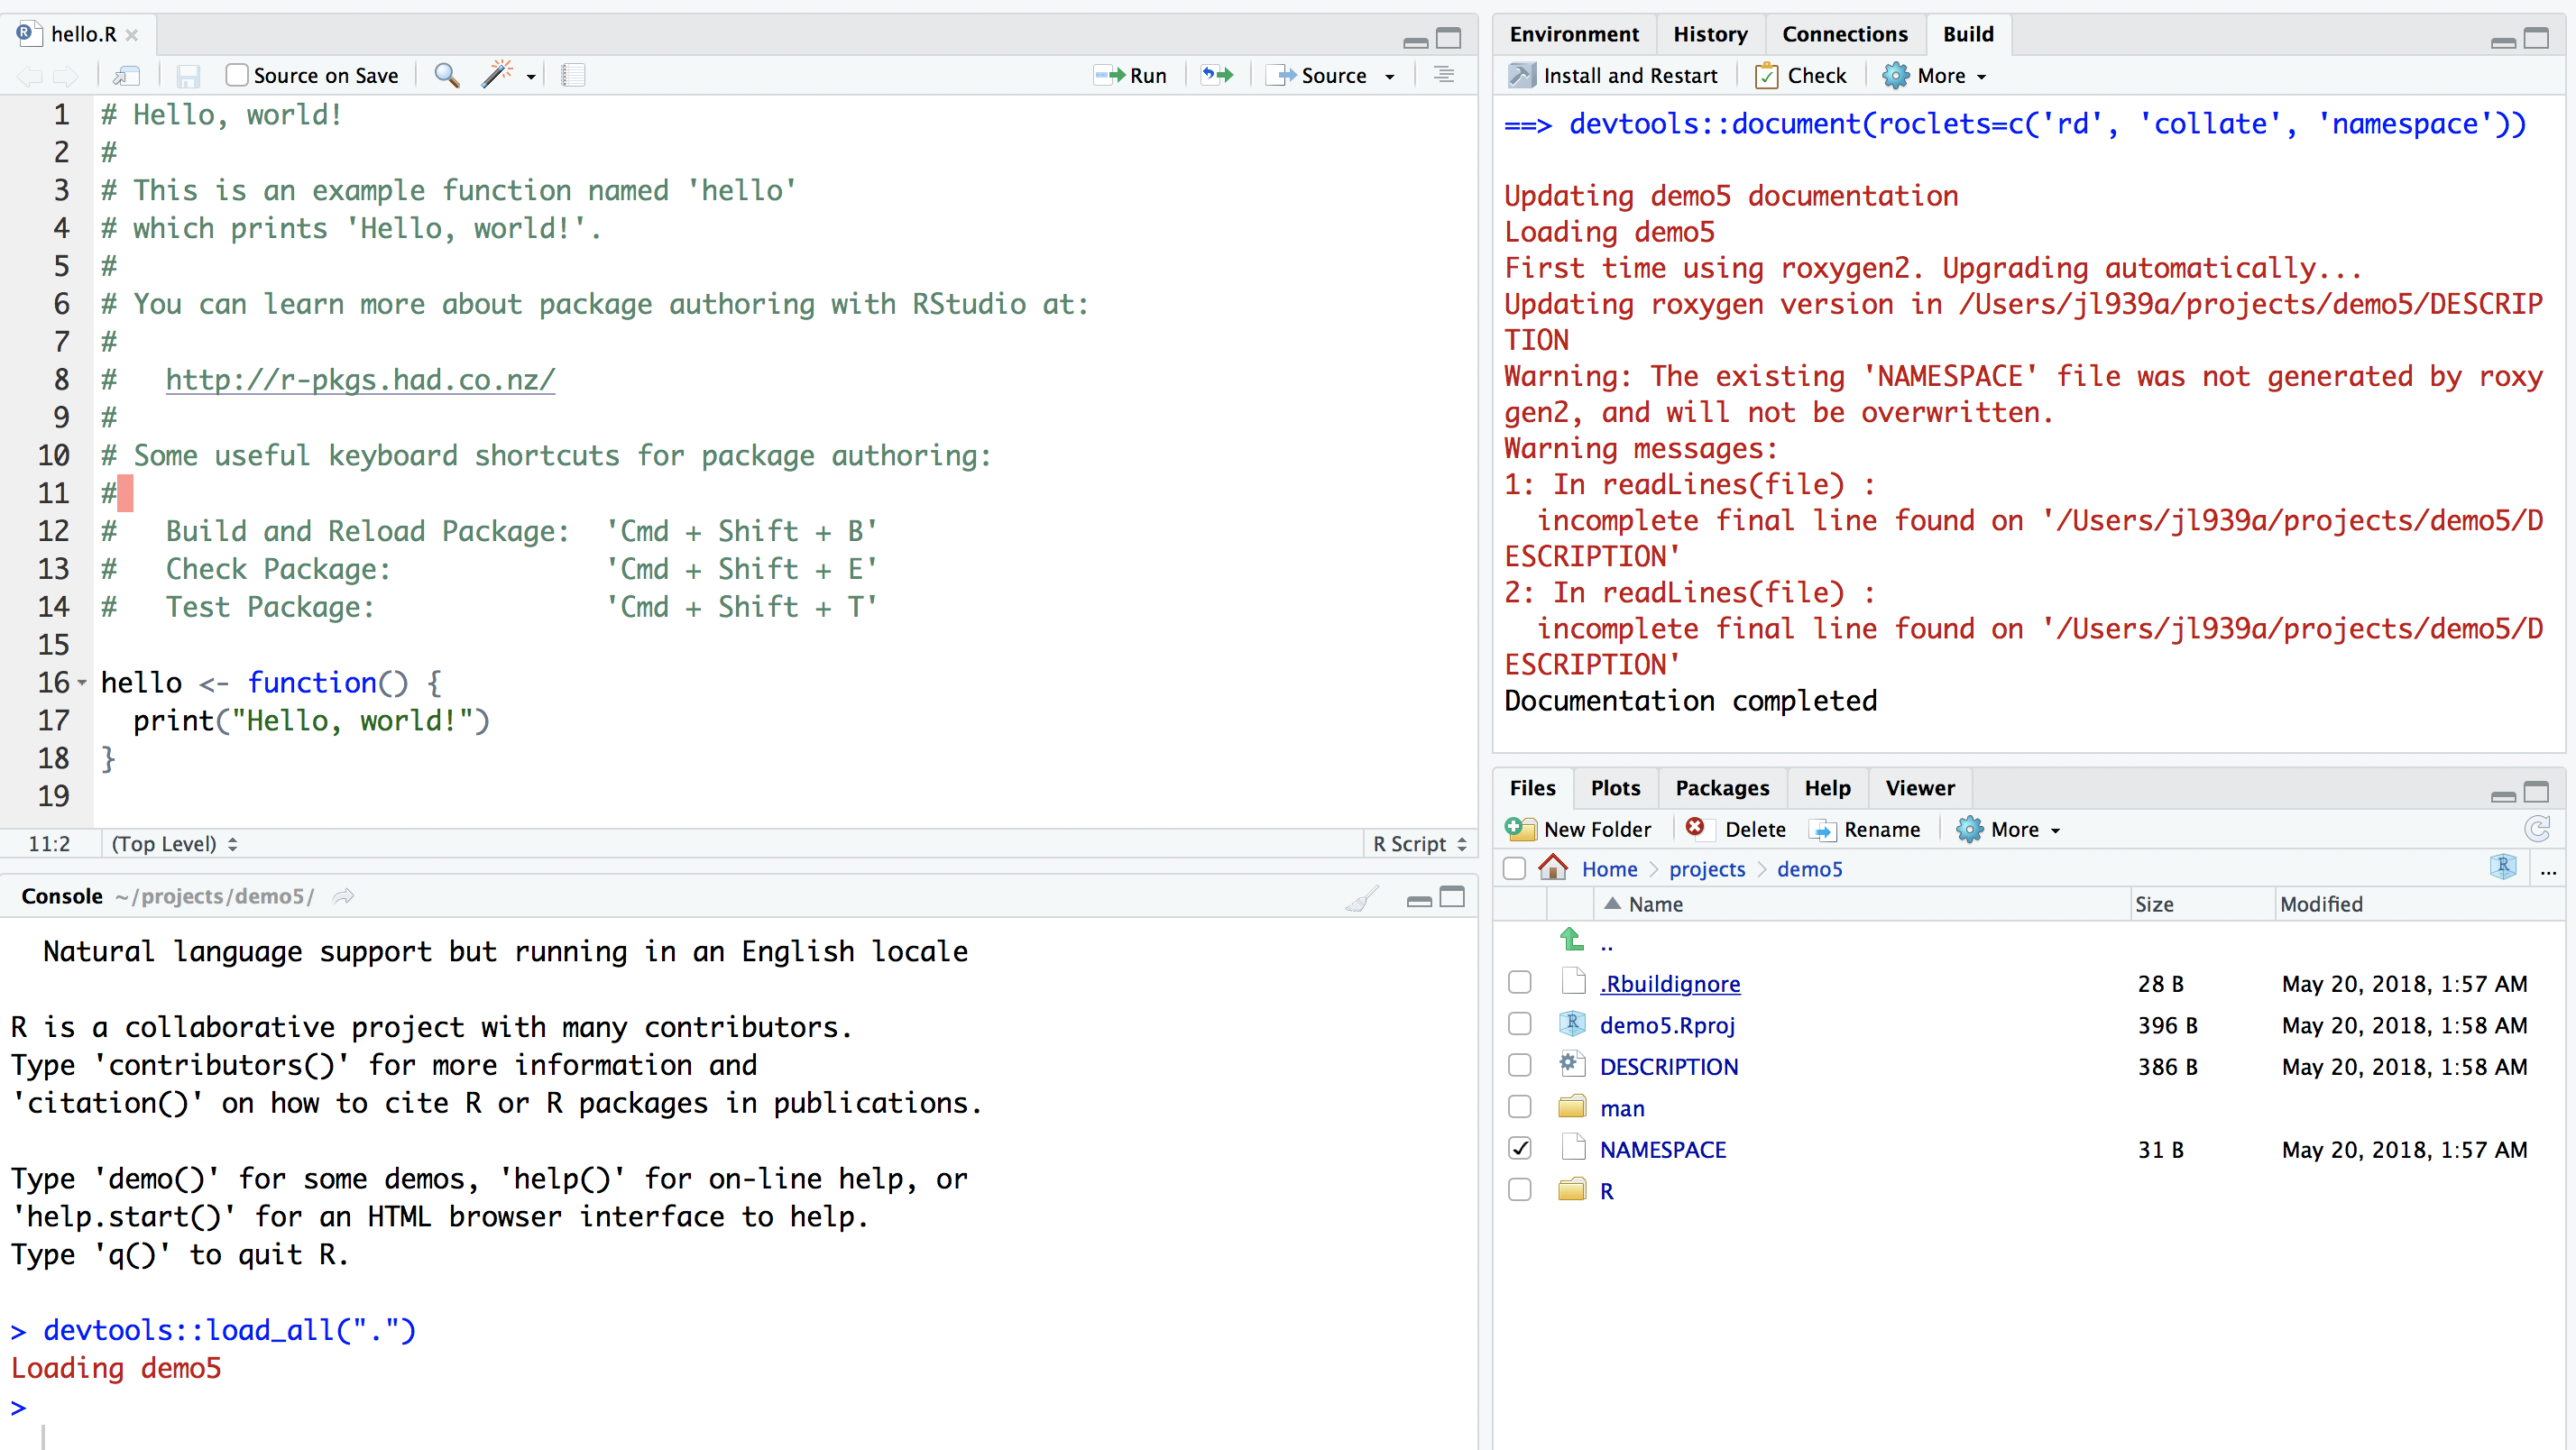 hello.R
Source on Save
Run
Source
1 # Hello, world!
2 #
3 # This is an example function named 'hello'
4 # which prints 'Hello, world!'.
5 #
6 # You can learn more about package authoring with RStudio at:
7 #
8 #   http://r-pkgs.had.co.nz/
9 #
10 # Some useful keyboard shortcuts for package authoring:
11 #
12 #   Build and Reload Package:  'Cmd + Shift + B'
13 #   Check Package:             'Cmd + Shift + E'
14 #   Test Package:              'Cmd + Shift + T'
15
16 hello <- function() {
17   print("Hello, world!")
18 }
19
11:2 (Top Level) R Script
Console ~/projects/demo5/
  Natural language support but running in an English locale
R is a collaborative project with many contributors.
Type 'contributors()' for more information and
'citation()' on how to cite R or R packages in publications.
Type 'demo()' for some demos, 'help()' for on-line help, or
'help.start()' for an HTML browser interface to help.
Type 'q()' to quit R.
> devtools::load_all(".")
Loading demo5
>
Environment History Connections Build
Install and Restart Check More
==> devtools::document(roclets=c('rd', 'collate', 'namespace'))
Updating demo5 documentation
Loading demo5
First time using roxygen2. Upgrading automatically...
Updating roxygen version in /Users/jl939a/projects/demo5/DESCRIP
TION
Warning: The existing 'NAMESPACE' file was not generated by roxy
gen2, and will not be overwritten.
Warning messages:
1: In readLines(file) :
  incomplete final line found on '/Users/jl939a/projects/demo5/D
ESCRIPTION'
2: In readLines(file) :
  incomplete final line found on '/Users/jl939a/projects/demo5/D
ESCRIPTION'
Documentation completed
Files Plots Packages Help Viewer
New Folder Delete Rename More
Home projects demo5 R ...
Name Size Modified
..
.Rbuildignore 28 B May 20, 2018, 1:57 AM
demo5.Rproj 396 B May 20, 2018, 1:58 AM
DESCRIPTION 386 B May 20, 2018, 1:58 AM
man
NAMESPACE 31 B May 20, 2018, 1:57 AM
R